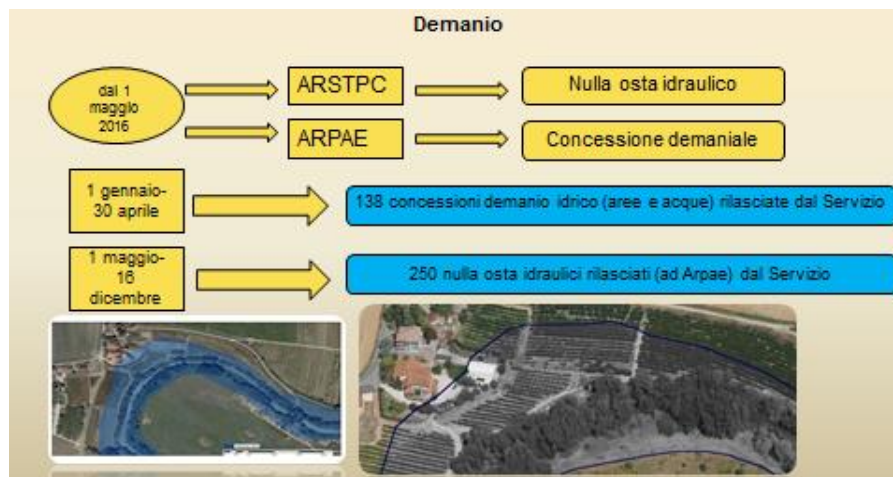 Demanio
dal 1
maggio
2016
ARSTPC
Nulla osta idraulico
ARPAE
Concessione demaniale
1 gennaio-
30 aprile
138 concessioni demanio idrico (aree e acque) rilasciate dal Servizio
1 maggio-
16
dicembre
250 nulla osta idraulici rilasciati (ad Arpae) dal Servizio